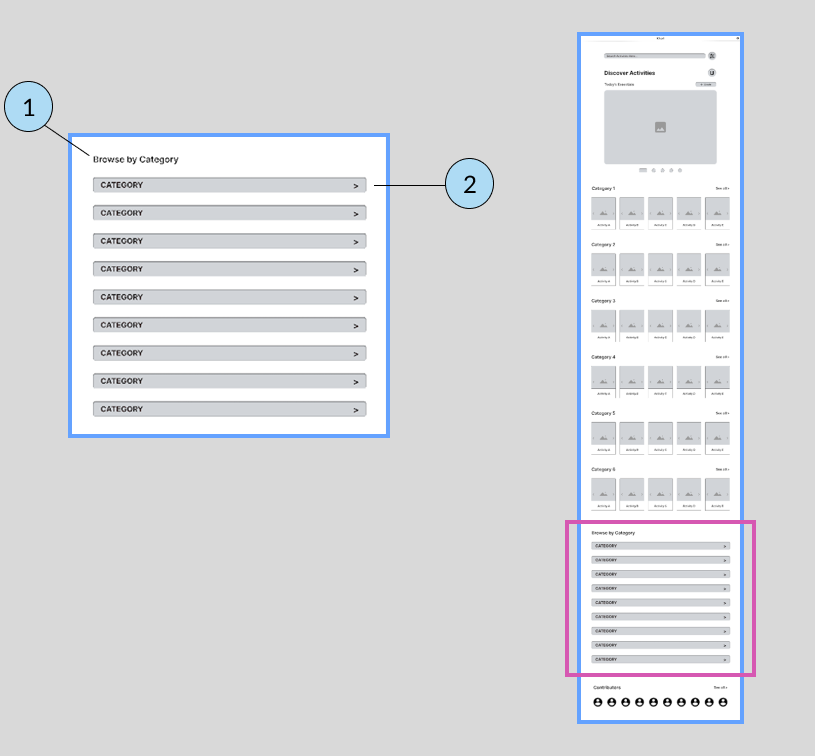 1
Browse by Category
CATEGORY >
2
CATEGORY >
CATEGORY >
CATEGORY >
CATEGORY >
CATEGORY >
CATEGORY >
CATEGORY >
CATEGORY >
Discover Activities
Today's Favorites
Category 1 See all >
Activity A Activity B Activity C Activity D Activity E
Category 2 See all >
Activity A Activity B Activity C Activity D Activity E
Category 3 See all >
Activity A Activity B Activity C Activity D Activity E
Category 4 See all >
Activity A Activity B Activity C Activity D Activity E
Category 5 See all >
Activity A Activity B Activity C Activity D Activity E
Category 6 See all >
Activity A Activity B Activity C Activity D Activity E
Browse by Category
CATEGORY >
CATEGORY >
CATEGORY >
CATEGORY >
CATEGORY >
CATEGORY >
CATEGORY >
CATEGORY >
CATEGORY >
Contributors See all >